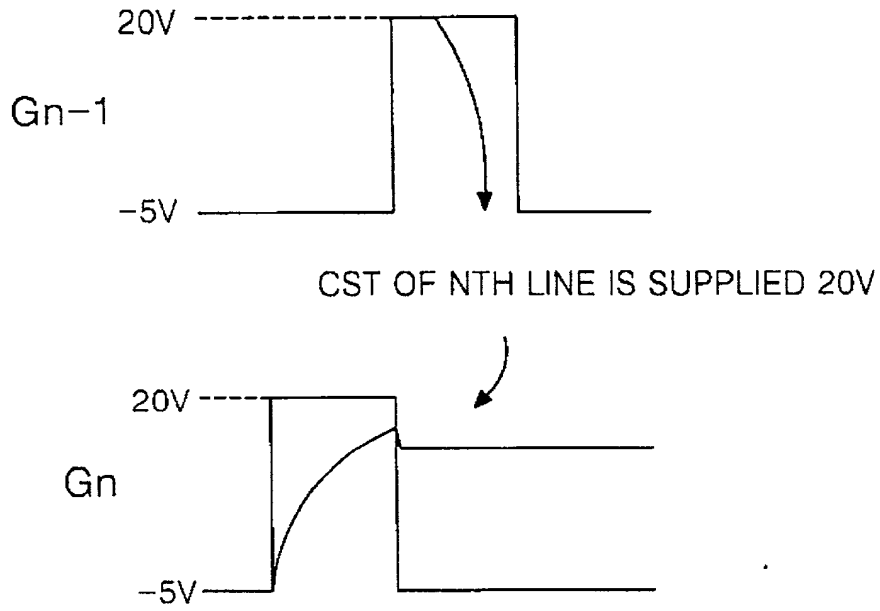 20V
Gn-1
-5V
CST OF NTH LINE IS SUPPLIED 20V
20V
Gn
-5V